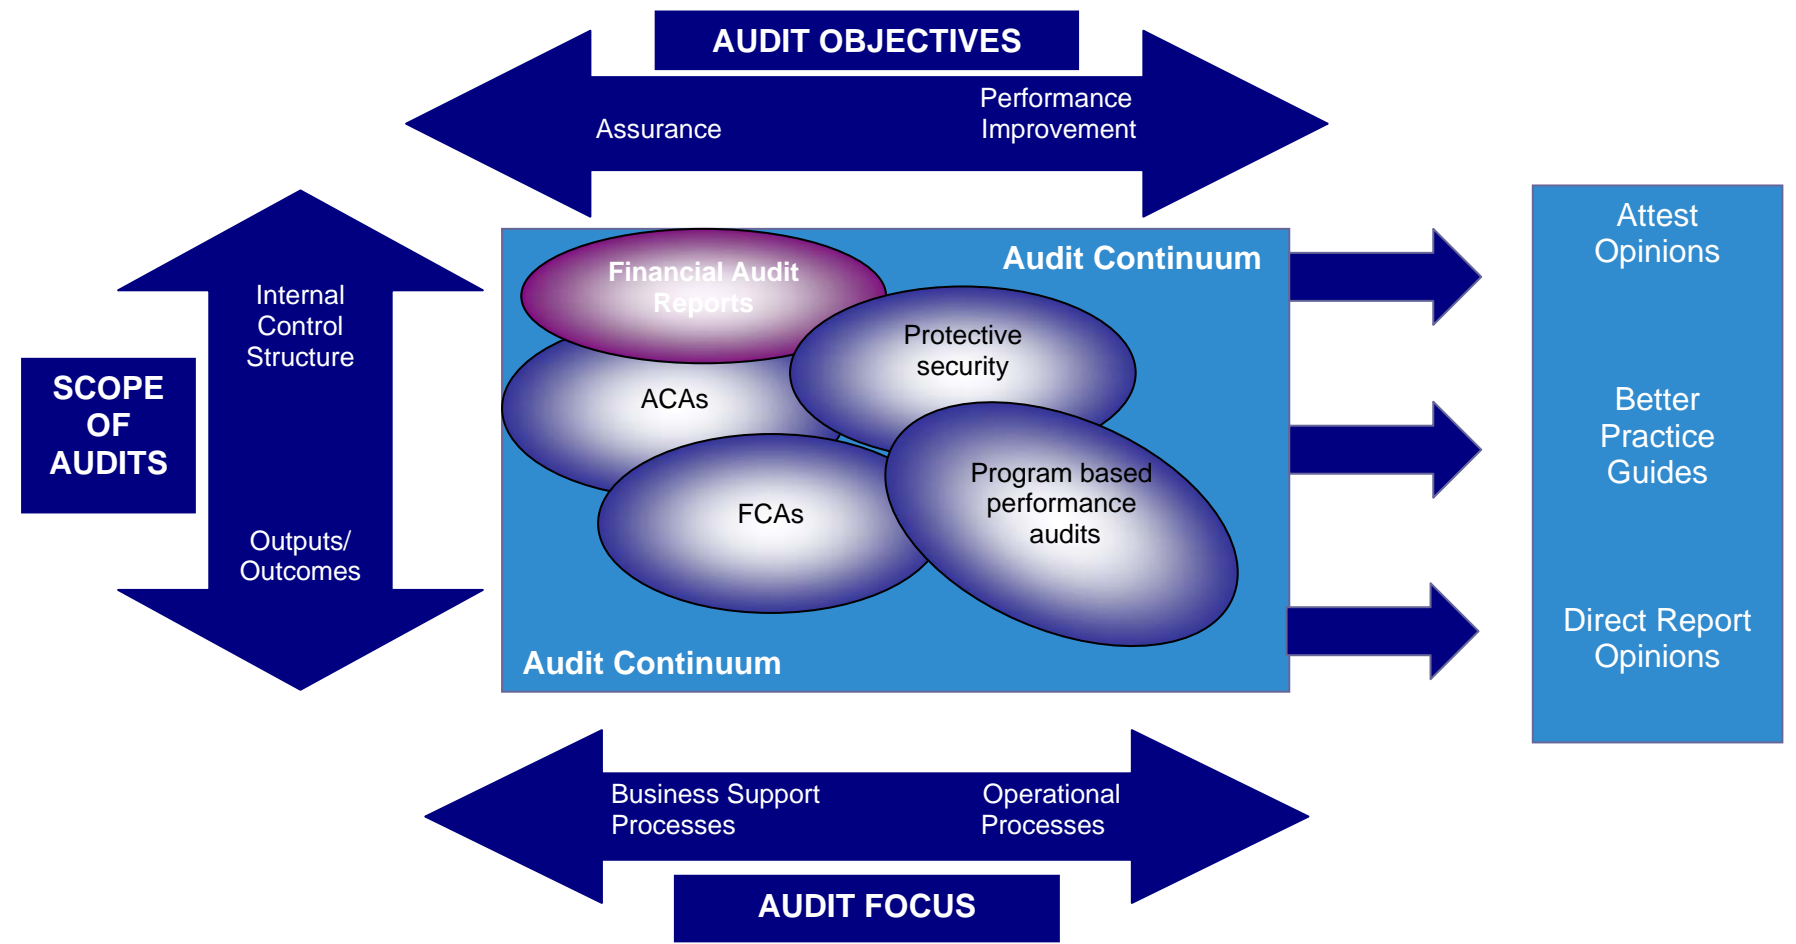 AUDIT OBJECTIVES
Assurance
Performance
Improvement
SCOPE
OF
AUDITS
Internal
Control
Structure
Outputs/
Outcomes
Audit Continuum
Financial Audit
Reports
Protective
security
ACAs
FCAs
Program based
performance
audits
Audit Continuum
Attest
Opinions
Better
Practice
Guides
Direct Report
Opinions
Business Support
Processes
Operational
Processes
AUDIT FOCUS